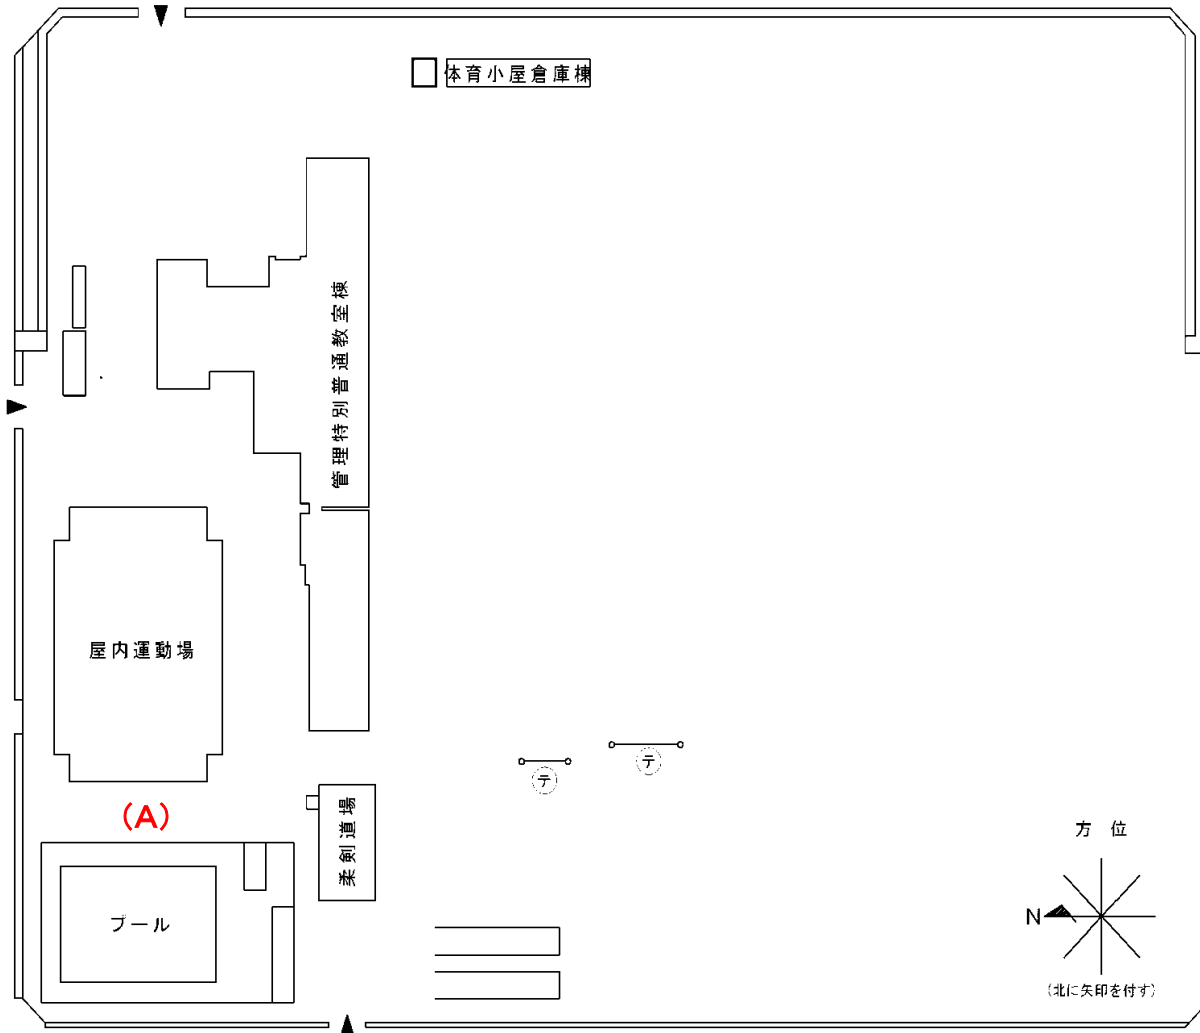 体育小屋倉庫棟
管理特別普通教室棟
屋内運動場
テ
テ
(A)
柔剣道場
プール
方位
N
(北に矢印を付す)